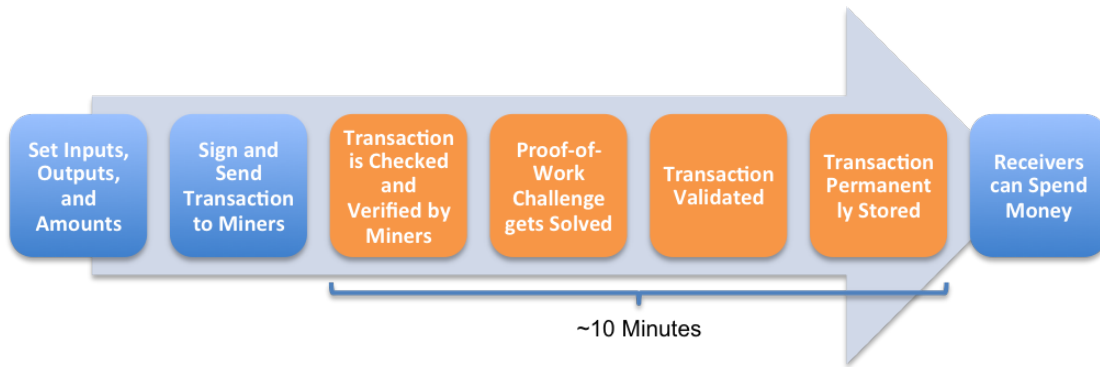 Set Inputs,
Outputs,
and
Amounts
Sign and
Send
Transaction
to Miners
Transaction
is Checked
and
Verified by
Miners
Proof-of-
Work
Challenge
gets Solved
Transaction
Validated
Transaction
Permanent
ly Stored
Receivers
can Spend
Money
~10 Minutes